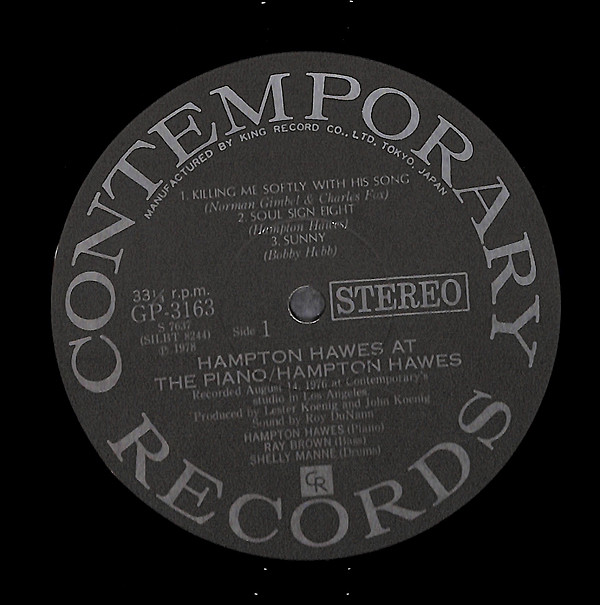 CONTEMPORARY
MANUFACTURED BY KING RECORD CO., LTD. TOKYO, JAPAN
1. KILLING ME SOFTLY WITH HIS SONG
(Norman Gimbel & Charles Fox)
2. SOUL SIGN EIGHT
(Hampton Hawes)
3. SUNNY
(Bobby Hebb)
33⅓ r.p.m.
GP-3163
STEREO
S 7637
(SILBT 8244)
Side 1
℗ 1978
HAMPTON HAWES AT
THE PIANO/HAMPTON HAWES
Recorded August 14, 1976 at Contemporary's
studio in Los Angeles
Produced by Lester Koenig and John Koenig
Sound by Roy DuNann
HAMPTON HAWES (Piano)
RAY BROWN (Bass)
SHELLY MANNE (Drums)
CR
RECORDS